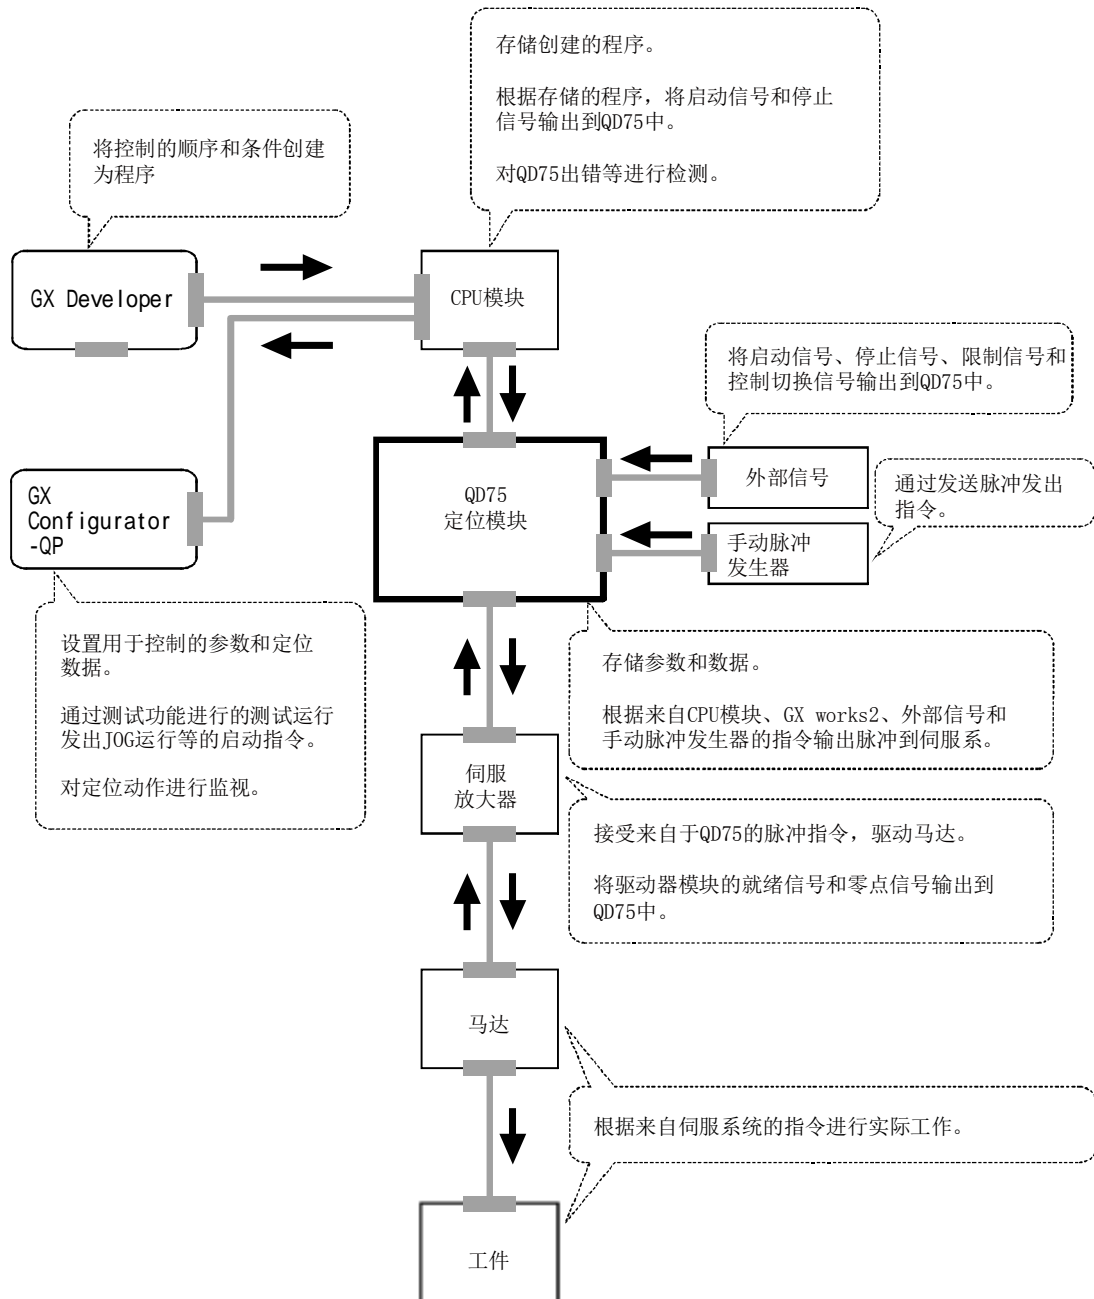 存储创建的程序。
根据存储的程序，将启动信号和停止
信号输出到QD75中。
对QD75出错等进行检测。
将控制的顺序和条件创建
为程序
GX Developer
CPU模块
将启动信号、停止信号、限制信号和
控制切换信号输出到QD75中。
GX
Configurator
-QP
QD75
定位模块
外部信号
通过发送脉冲发出
指令。
手动脉冲
发生器
设置用于控制的参数和定位
数据。
通过测试功能进行的测试运行
发出JOG运行等的启动指令。
对定位动作进行监视。
存储参数和数据。
根据来自CPU模块、GX works2、外部信号和
手动脉冲发生器的指令输出脉冲到伺服系。
伺服
放大器
接受来自于QD75的脉冲指令，驱动马达。
将驱动器模块的就绪信号和零点信号输出到
QD75中。
马达
根据来自伺服系统的指令进行实际工作。
工件